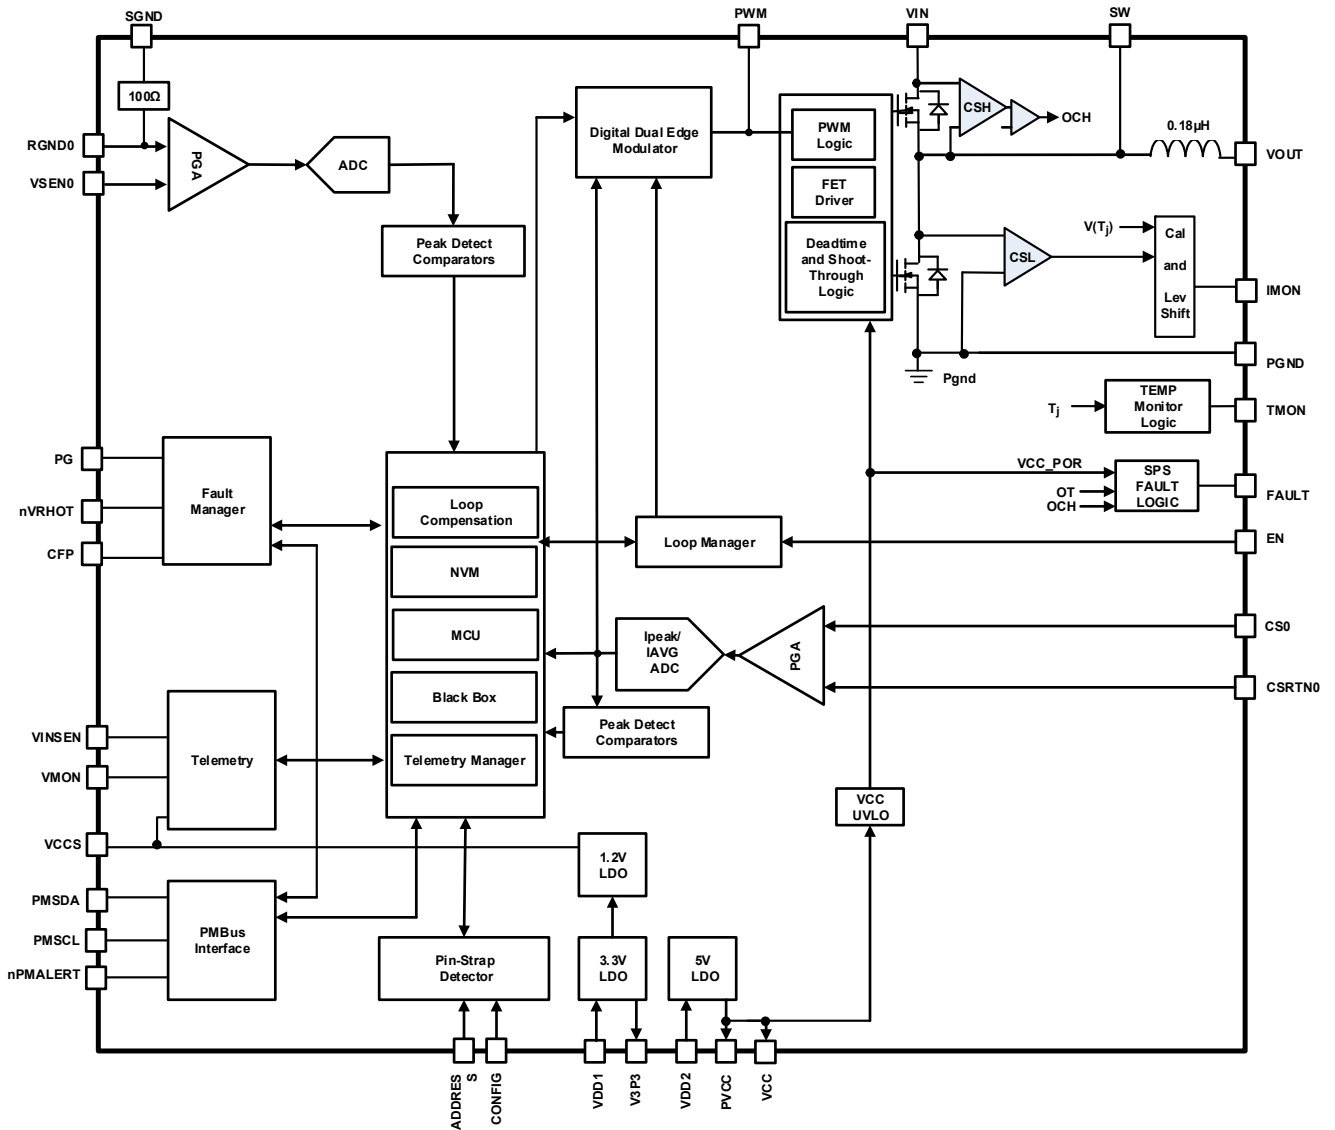 SGND
PWM
VIN
SW
100Ω
RGND0
VSEN0
PGA
ADC
Peak Detect
Comparators
Digital Dual Edge
Modulator
PWM
Logic
FET
Driver
Deadtime
and Shoot-
Through
Logic
CSH
OCH
0.18µH
VOUT
V(Tj)
CSL
Cal
and
Lev
Shift
IMON
PGND
Pgnd
TEMP
Monitor
Logic
Tj
TMON
VCC_POR
OT
OCH
SPS
FAULT
LOGIC
FAULT
EN
PG
nVRHOT
CFP
Fault
Manager
Loop
Compensation
NVM
MCU
Black Box
Telemetry Manager
Loop Manager
Ipeak/
IAVG
ADC
PGA
CS0
CSRTN0
Peak Detect
Comparators
VINSEN
VMON
VCCS
Telemetry
VCC
UVLO
1.2V
LDO
PMSDA
PMSCL
nPMALERT
PMBus
Interface
Pin-Strap
Detector
3.3V
LDO
5V
LDO
ADDRES
S
CONFIG
VDD1
V3P3
VDD2
PVCC
VCC